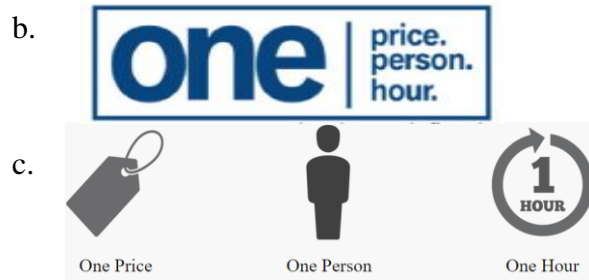 b.
one
price.
person.
hour.
c.
1
HOUR
One Price
One Person
One Hour